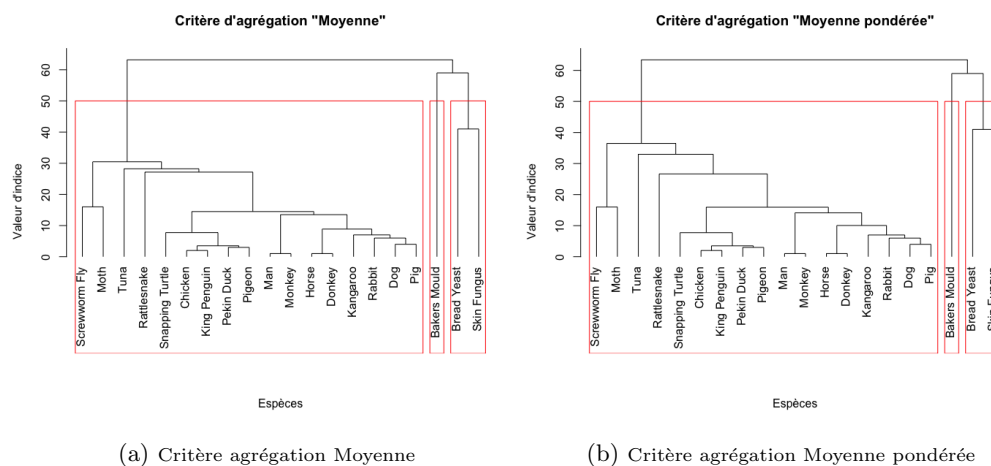 Critère d'agrégation "Moyenne"
Valeur d'indice
0 10 20 30 40 50 60
Screwworm Fly
Moth
Tuna
Rattlesnake
Snapping Turtle
Chicken
King Penguin
Pekin Duck
Pigeon
Man
Monkey
Horse
Donkey
Kangaroo
Rabbit
Dog
Pig
Bakers Mould
Bread Yeast
Skin Fungus
Espèces
(a) Critère agrégation Moyenne
Critère d'agrégation "Moyenne pondérée"
Valeur d'indice
0 10 20 30 40 50 60
Screwworm Fly
Moth
Tuna
Rattlesnake
Snapping Turtle
Chicken
King Penguin
Pekin Duck
Pigeon
Man
Monkey
Horse
Donkey
Kangaroo
Rabbit
Dog
Pig
Bakers Mould
Bread Yeast
Espèces
(b) Critère agrégation Moyenne pondérée